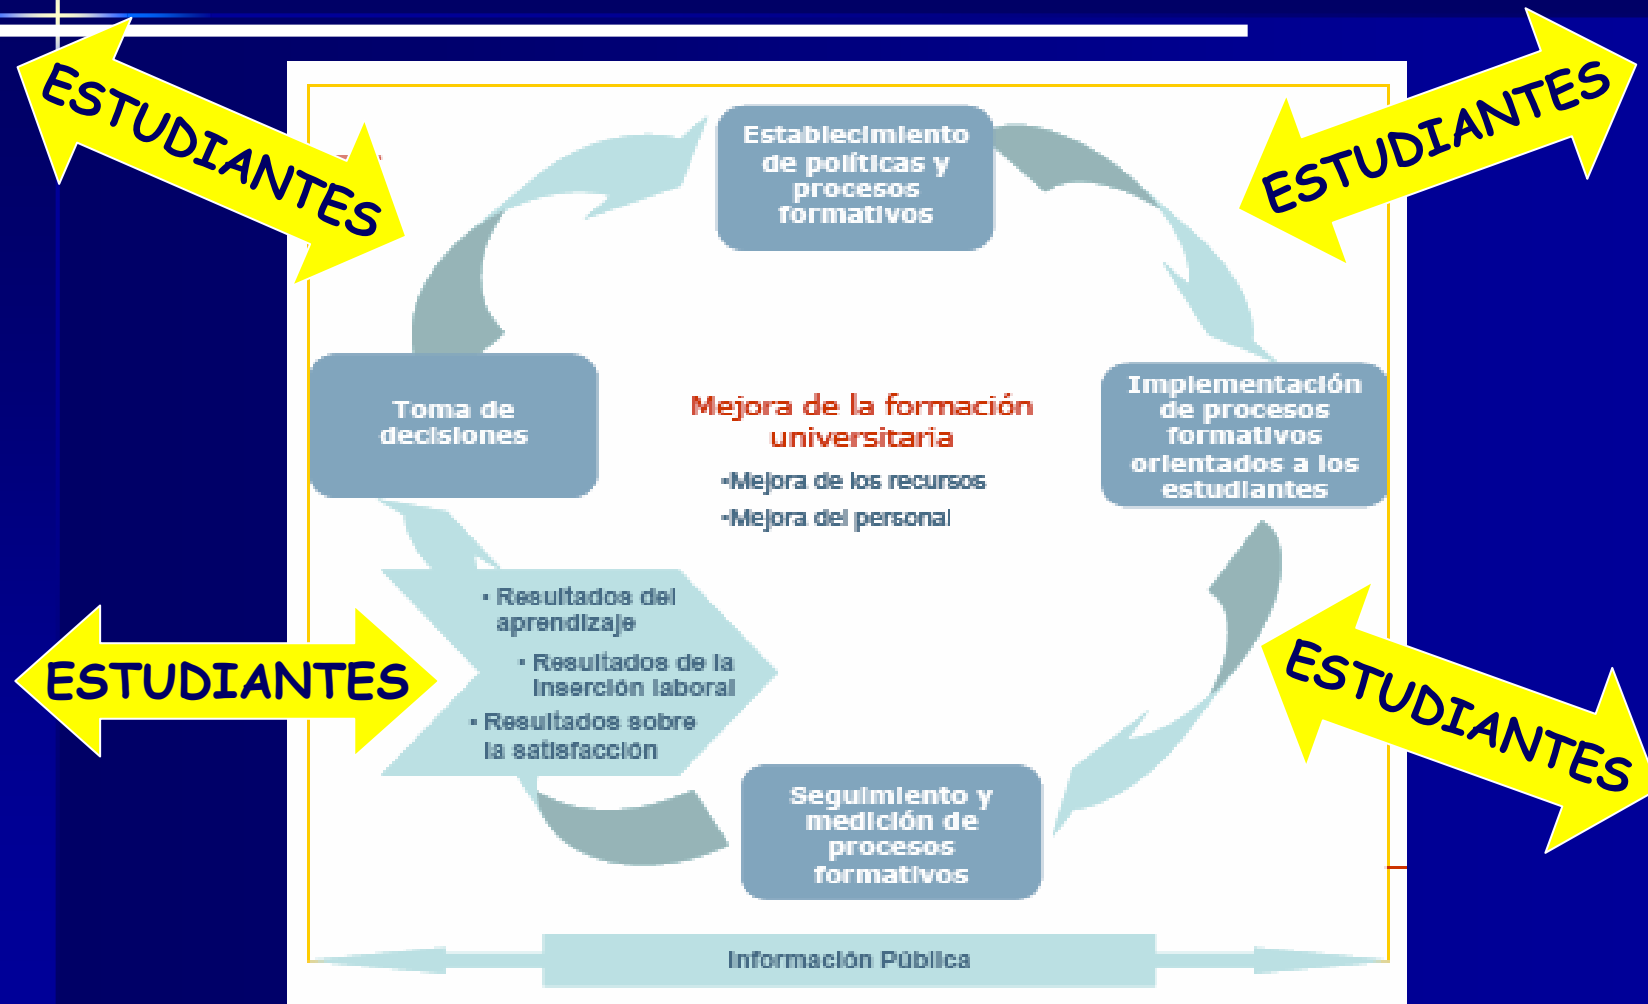 ESTUDIANTES
ESTUDIANTES
Establecimiento
de políticas y
procesos
formativos
Toma de
decisiones
Mejora de la formación
universitaria
▪Mejora de los recursos
▪Mejora del personal
Implementación
de procesos
formativos
orientados a los
estudiantes
▪ Resultados del
aprendizaje
▪ Resultados de la
inserción laboral
▪ Resultados sobre
la satisfacción
ESTUDIANTES
ESTUDIANTES
Seguimiento y
medición de
procesos
formativos
Información Pública